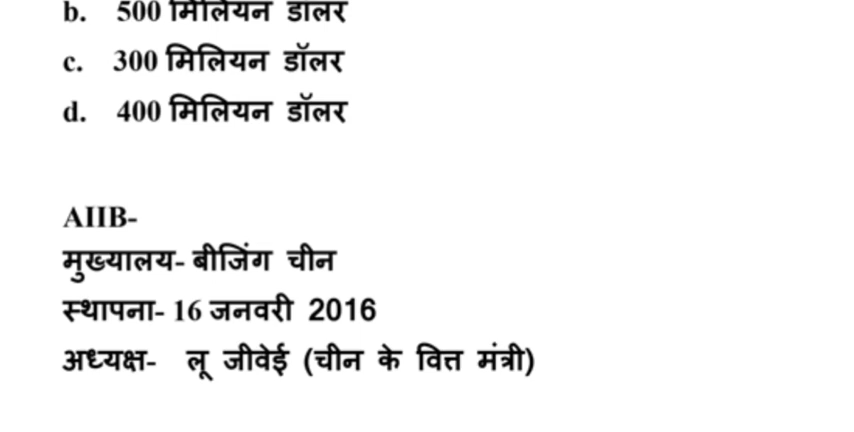 b. 500 मिलियन डॉलर
c. 300 मिलियन डॉलर
d. 400 मिलियन डॉलर
AIIB-
मुख्यालय- बीजिंग चीन
स्थापना- 16 जनवरी 2016
अध्यक्ष- लू जीवेई (चीन के वित्त मंत्री)